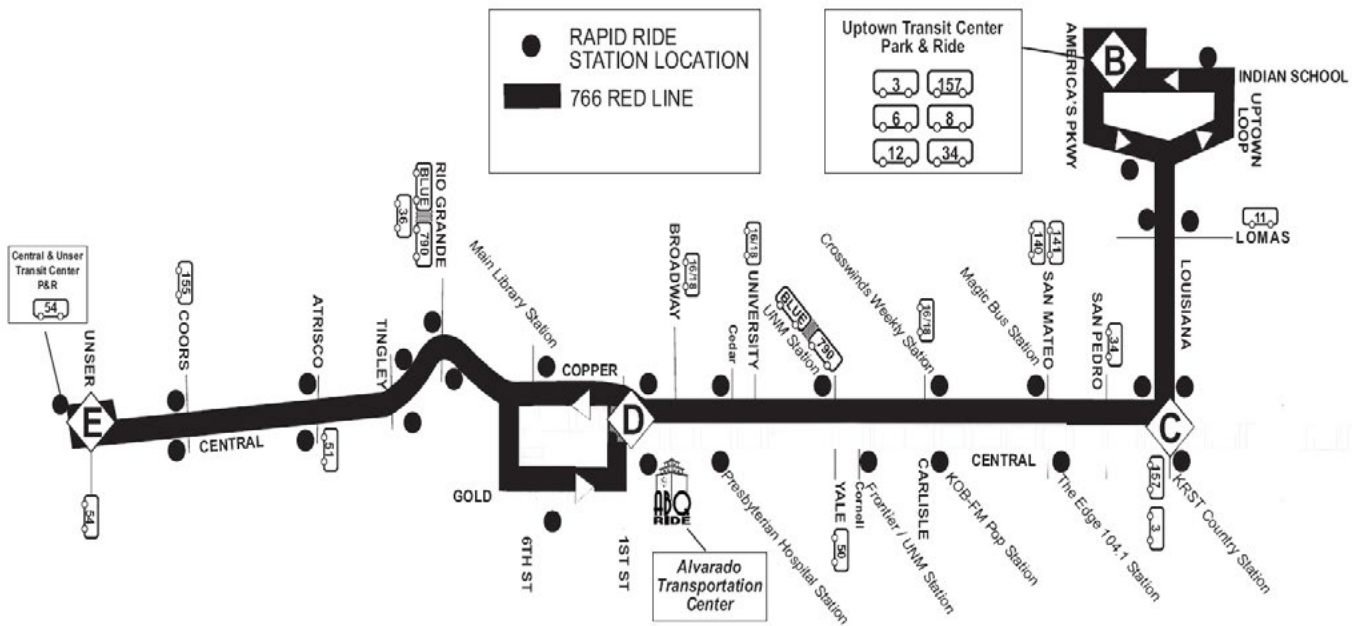 RAPID RIDE
STATION LOCATION
766 RED LINE
Uptown Transit Center
Park & Ride
3
157
6
8
12
34
AMERICA'S PKWY
B
INDIAN SCHOOL
UPTOWN
LOOP
11
LOMAS
LOUISIANA
Central & Unser
Transit Center
P&R
54
UNSER
E
54
155
COORS
CENTRAL
ATRISCO
51
TINGLEY
36
BLUE
790
RIO GRANDE
Main Library Station
COPPER
GOLD
6TH ST
1ST ST
D
ABQ
RIDE
Alvarado
Transportation
Center
BROADWAY
16/18
Cedar
16/18
UNIVERSITY
Presbyterian Hospital Station
BLUE
790
UNM Station
YALE
50
Cornell
Frontier / UNM Station
Crosswinds Weekly Station
16/18
CARLISLE
KOB-FM Pop Station
CENTRAL
Magic Bus Station
140
141
SAN MATEO
The Edge 104.1 Station
SAN PEDRO
34
C
157
3
KRST Country Station